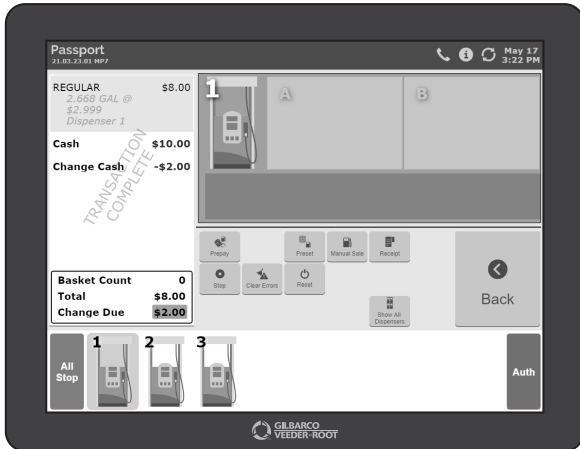 Passport
21.03.23.01 MP7
May 17
3:22 PM
REGULAR $8.00
2.668 GAL @
$2.999
Dispenser 1
Cash $10.00
Change Cash -$2.00
TRANSACTION
COMPLETE
Basket Count 0
Total $8.00
Change Due $2.00
1 A B
Prepay Preset Manual Sale Receipt
Stop Clear Errors Reset
Show All
Dispensers
Back
All
Stop
1 2 3
Auth
GILBARCO
VEEDER-ROOT